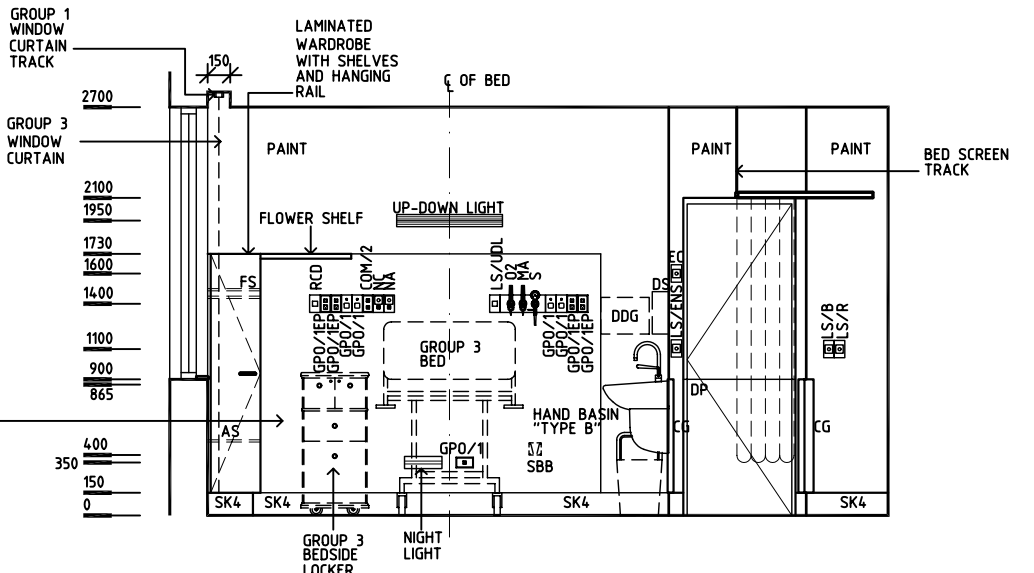 GROUP 1
WINDOW
CURTAIN
TRACK
150
LAMINATED
WARDROBE
WITH SHELVES
AND HANGING
RAIL
℄ OF BED
2700
GROUP 3
WINDOW
CURTAIN
PAINT
PAINT
PAINT
BED SCREEN
TRACK
2100
1950
UP-DOWN LIGHT
FLOWER SHELF
1730
1600
1400
FS
RCD
COM/2
NC
NA
LS/UDL
O2
MA
S
EO
DS
LS/ENS
DDG
GPO/1EP
GPO/1EP
GPO/1
GPO/1
GPO/1
GPO/1
GPO/1EP
GPO/1EP
LS/B
LS/R
1100
900
865
GROUP 3
BED
DP
HAND BASIN
"TYPE B"
CG
CG
AS
400
350
GPO/1
SBB
150
0
SK4
SK4
SK4
SK4
GROUP 3
BEDSIDE
LOCKER
NIGHT
LIGHT